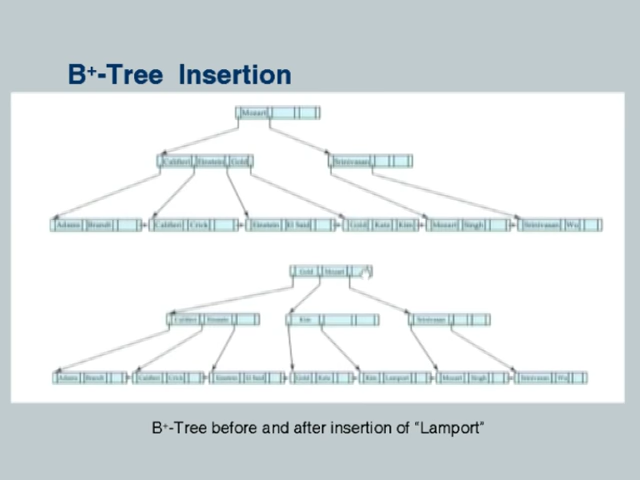 B+-Tree Insertion
Mozart
Califieri Einstein Gold Srinivasan
Adams Brandt Califieri Crick Einstein El Said Gold Katz Kim Mozart Singh Srinivasan Wu
Gold Mozart
Califieri Einstein Kim Srinivasan
Adams Brandt Califieri Crick Einstein El Said Gold Katz Kim Lamport Mozart Singh Srinivasan Wu
B+-Tree before and after insertion of “Lamport”